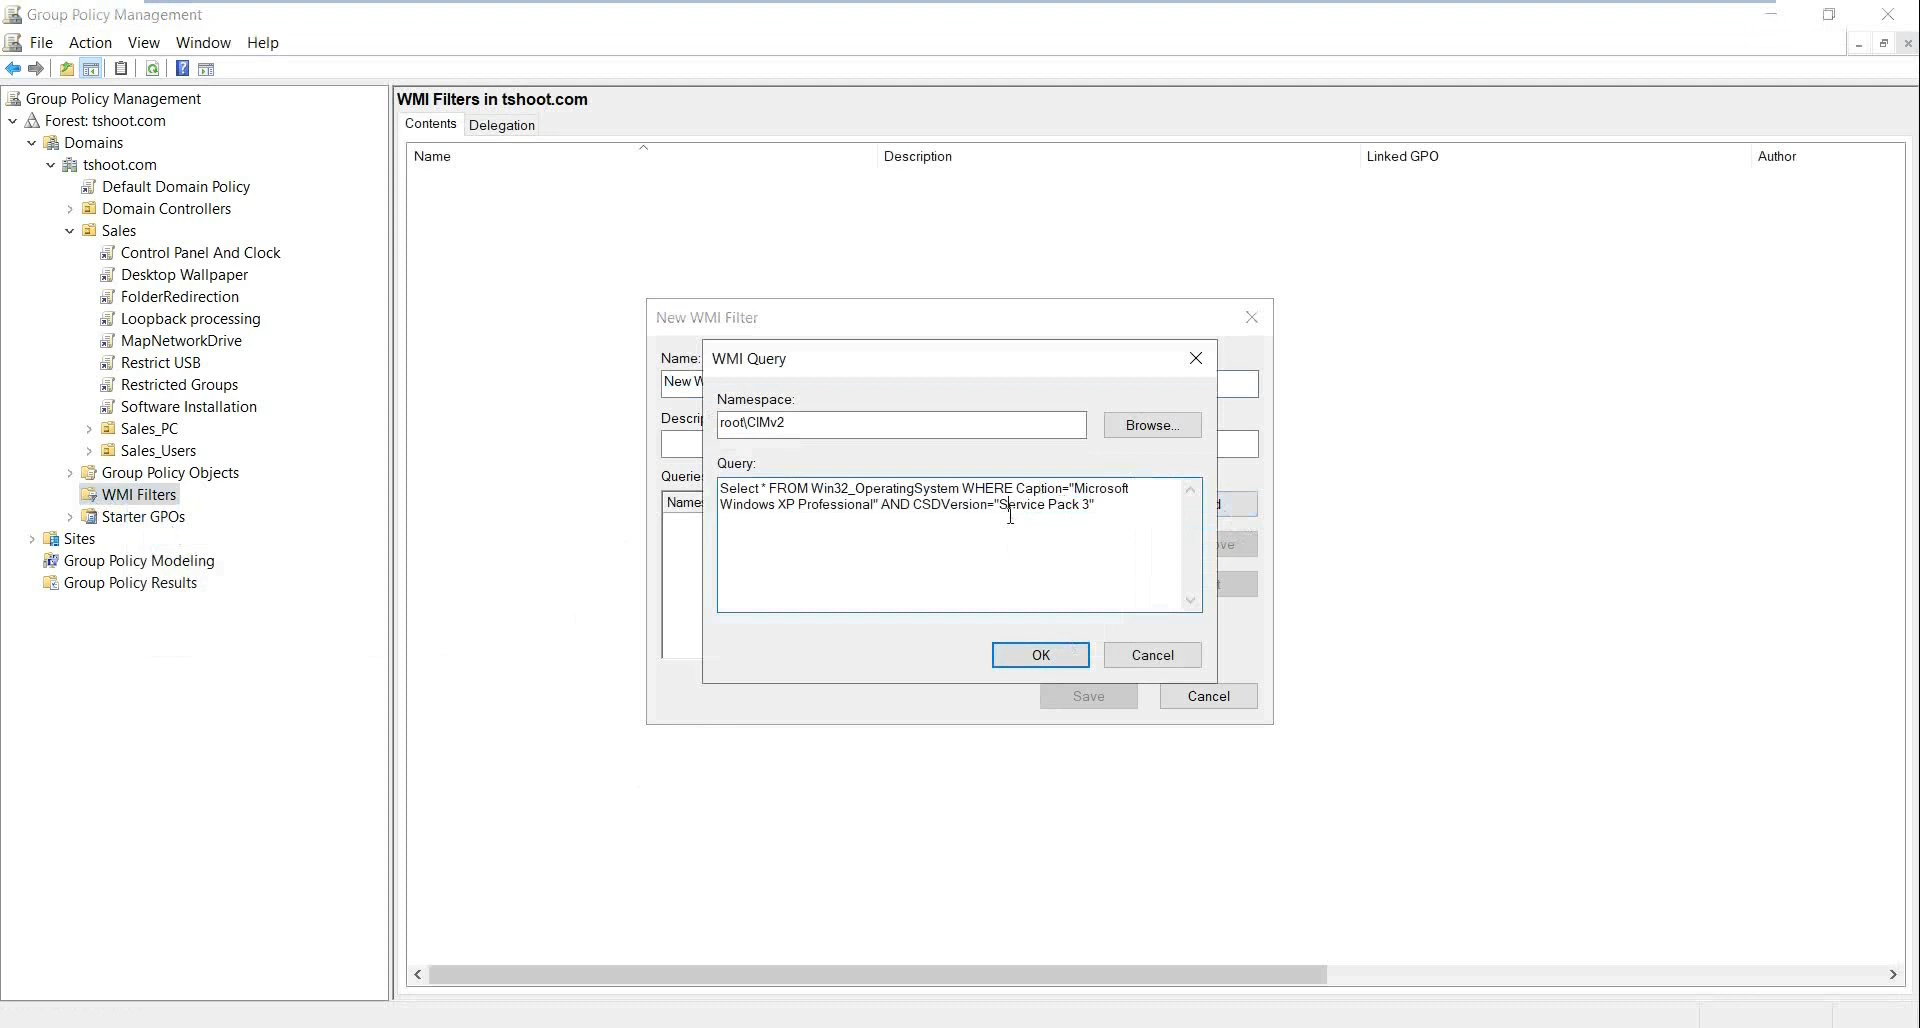 Group Policy Management
File Action View Window Help
Group Policy Management
Forest: tshoot.com
Domains
tshoot.com
Default Domain Policy
Domain Controllers
Sales
Control Panel And Clock
Desktop Wallpaper
FolderRedirection
Loopback processing
MapNetworkDrive
Restrict USB
Restricted Groups
Software Installation
Sales_PC
Sales_Users
Group Policy Objects
WMI Filters
Starter GPOs
Sites
Group Policy Modeling
Group Policy Results
WMI Filters in tshoot.com
Contents Delegation
Name Description Linked GPO Author
New WMI Filter
Name:
New W
Descrip
Queries
Name
WMI Query
Namespace:
root\CIMv2
Browse...
Query:
Select * FROM Win32_OperatingSystem WHERE Caption="Microsoft
Windows XP Professional" AND CSDVersion="Service Pack 3"
OK Cancel
Save Cancel